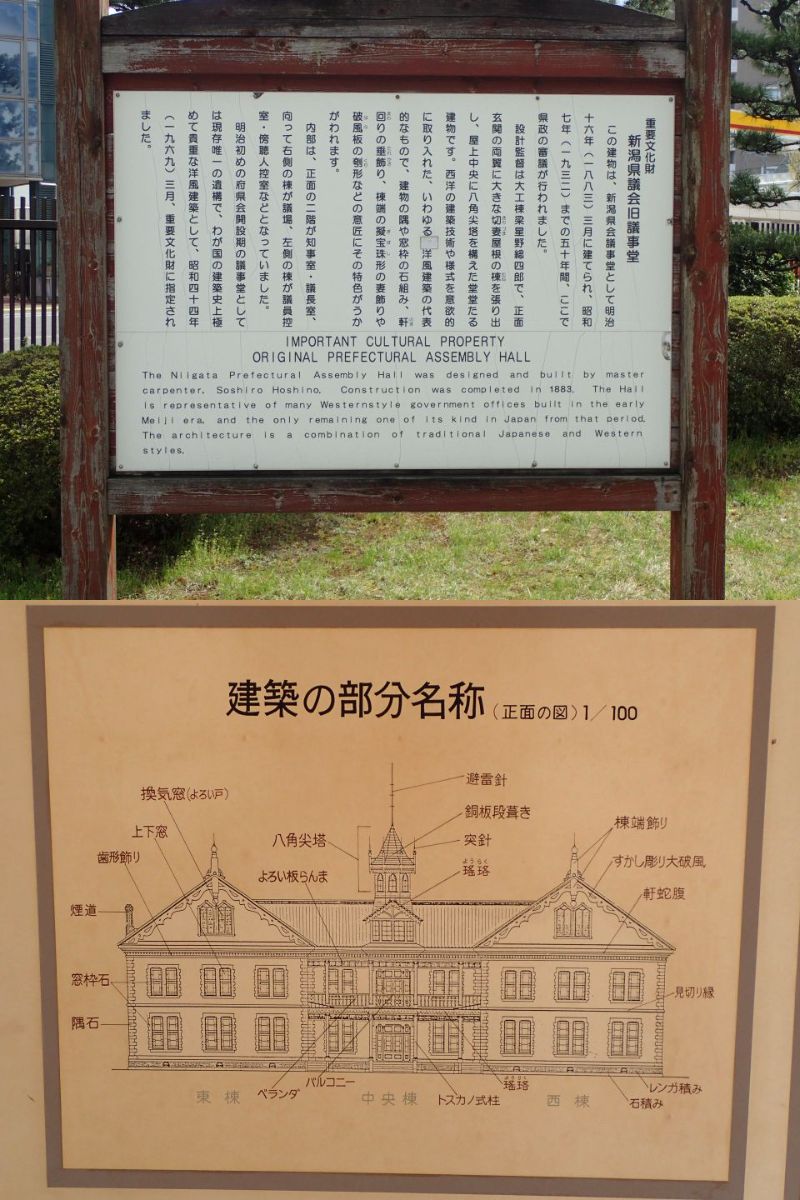 重要文化財
新潟県議会旧議事堂
この建物は、新潟県会議事堂として明治
十六年(一八八三)三月に建てられ、昭和
七年(一九三二)までの五十年間、ここで
県政の審議が行われました。
設計監督は大工棟梁星野総四郎で、正面
玄関の両翼に大きな切妻屋根の棟を張り出
し、屋上中央に八角尖塔を構えた堂堂たる
建物です。西洋の建築技術や様式を意欲的
に取り入れた、いわゆる 洋風建築の代表
的なもので、建物の隅や窓枠の石組み、軒
回りの垂飾り、棟端の擬宝珠形の妻飾りや
破風板の刳形などの意匠にその特色がうか
がわれます。
内部は、正面の二階が知事室・議長室、
向って右側の棟が議場、左側の棟が議員控
室・傍聴人控室などとなっていました。
明治初めの府県会開設期の議事堂として
は現存唯一の遺構で、わが国の建築史上極
めて貴重な洋風建築として、昭和四十四年
(一九六九)三月、重要文化財に指定され
ました。
IMPORTANT CULTURAL PROPERTY
ORIGINAL PREFECTURAL ASSEMBLY HALL
The Niigata Prefectural Assembly Hall was designed and built by master
carpenter, Soshiro Hoshino. Construction was completed in 1883. The Hall
is representative of many Westernstyle government offices built in the early
Meiji era, and the only remaining one of its kind in Japan from that period.
The architecture is a combination of traditional Japanese and Western
styles.
建築の部分名称(正面の図)1/100
避雷針
換気窓(よろい戸)
銅板段葺き
棟端飾り
上下窓
八角尖塔
突針
歯形飾り
すかし彫り大破風
よろい板らんま
瑤珞
ようらく
軒蛇腹
煙道
窓枠石
見切り縁
隅石
バルコニー
瑤珞
ようらく
レンガ積み
東棟
ベランダ
中央棟
トスカノ式柱
西棟
石積み